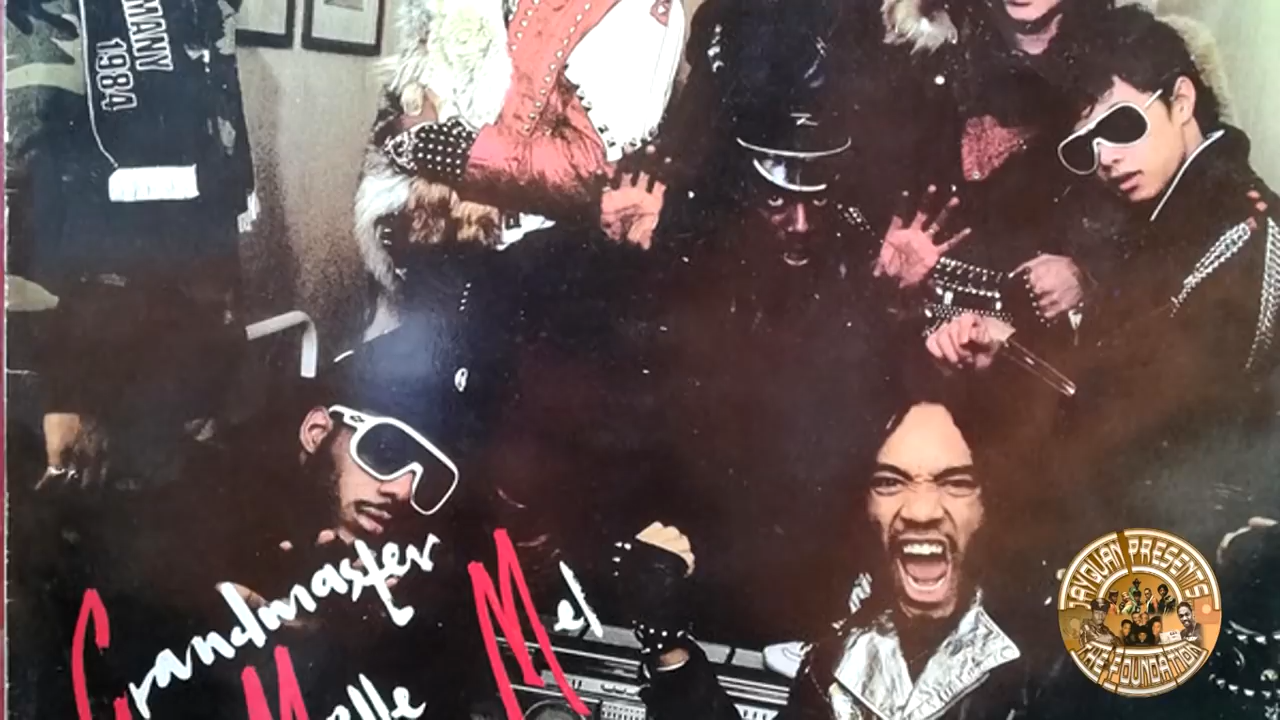 MANN
1984
Grandmaster
Melle Mel
JAYQUAN PRESENTS
THE FOUNDATION